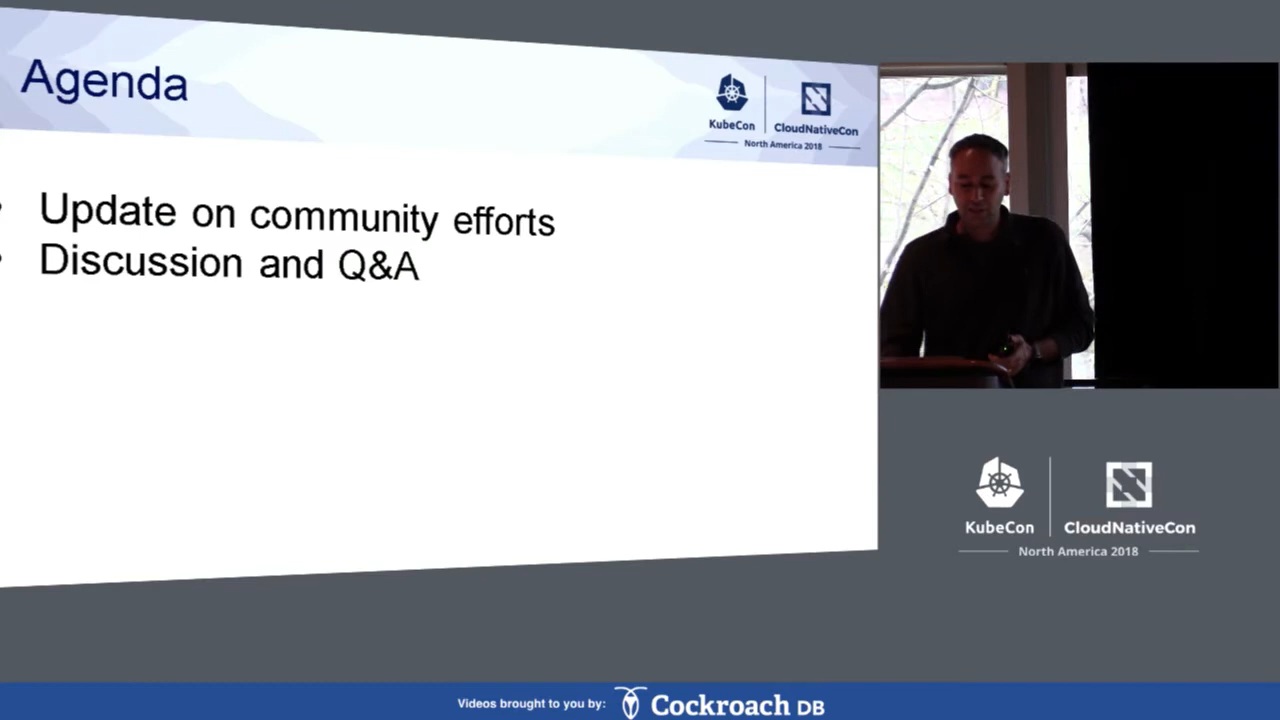 Agenda
KubeCon
CloudNativeCon
North America 2018
• Update on community efforts
• Discussion and Q&A
KubeCon
CloudNativeCon
North America 2018
Videos brought to you by: Cockroach DB